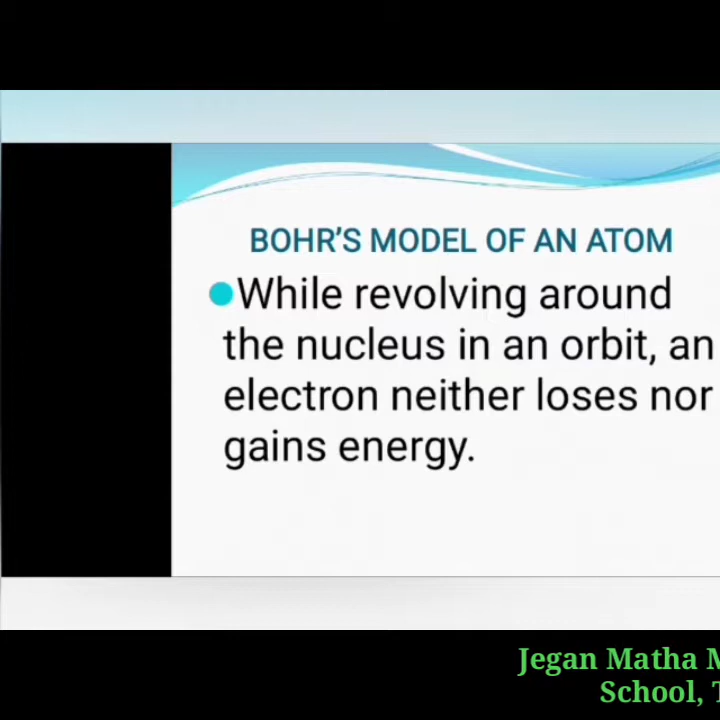 BOHR'S MODEL OF AN ATOM
While revolving around
the nucleus in an orbit, an
electron neither loses nor
gains energy.
Jegan Matha
School,